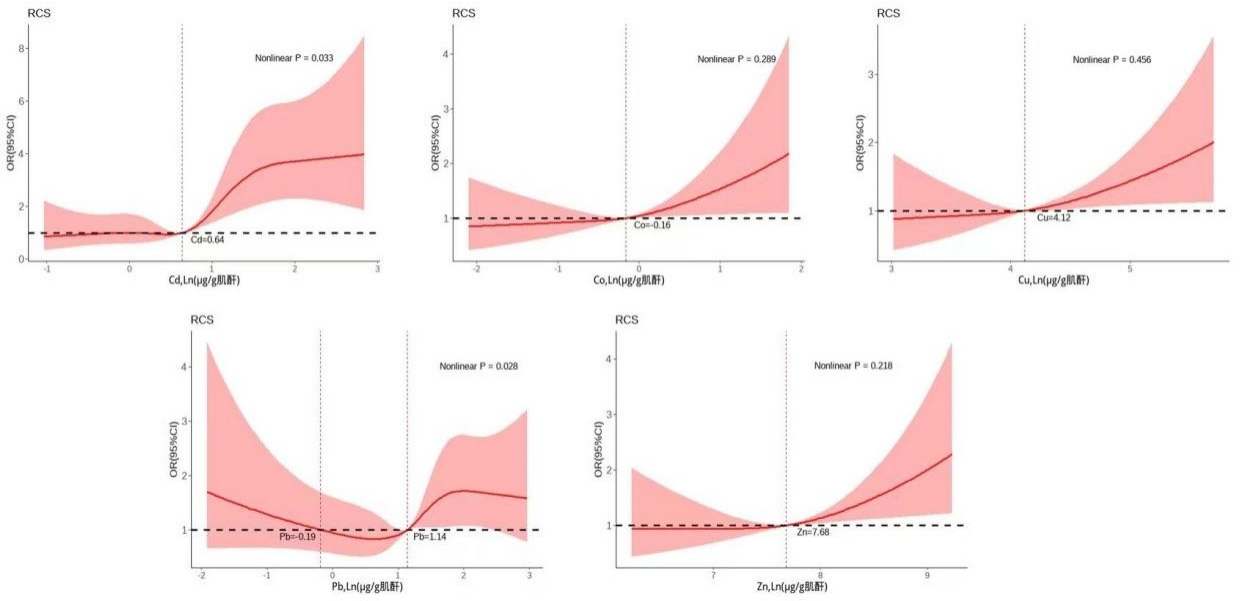 RCS
Nonlinear P = 0.033
OR(95%CI)
8
6
4
2
0
Cd=0.64
-1
0
1
2
3
Cd,Ln(μg/g肌酐)
RCS
Nonlinear P = 0.289
OR(95%CI)
4
3
2
1
Co=-0.16
-2
-1
0
1
2
Co,Ln(μg/g肌酐)
RCS
Nonlinear P = 0.456
OR(95%CI)
3
2
1
Cu=4.12
3
4
5
Cu,Ln(μg/g肌酐)
RCS
Nonlinear P = 0.028
OR(95%CI)
4
3
2
1
Pb=-0.19
Pb=1.14
-2
-1
0
1
2
3
Pb,Ln(μg/g肌酐)
RCS
Nonlinear P = 0.218
OR(95%CI)
4
3
2
1
Zn=7.68
7
8
9
Zn,Ln(μg/g肌酐)